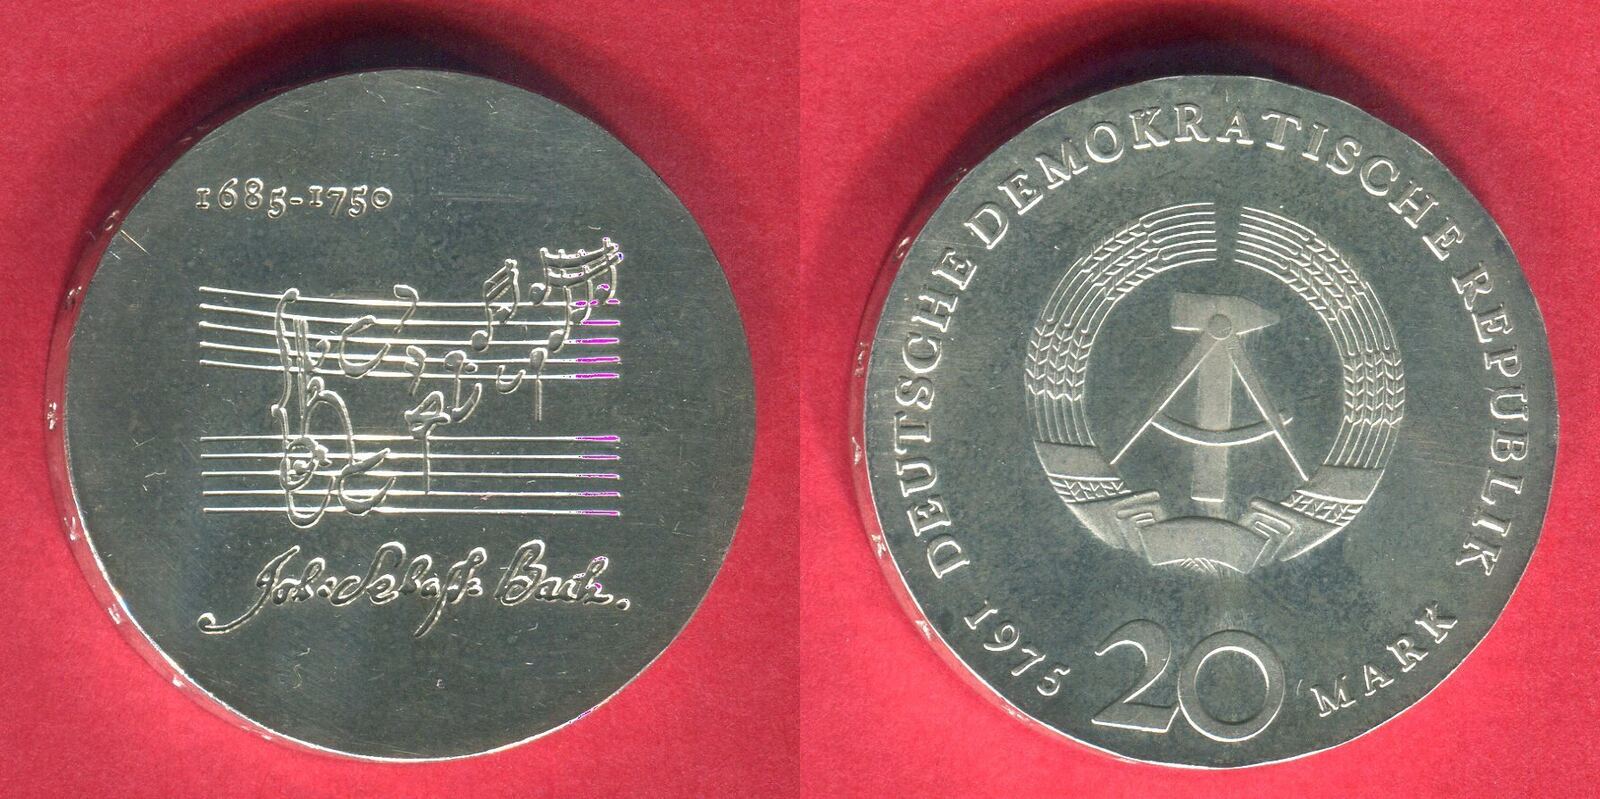 1685-1750
Joh. Sebast. Bach.
DEUTSCHE DEMOKRATISCHE REPUBLIK
1975 20 MARK